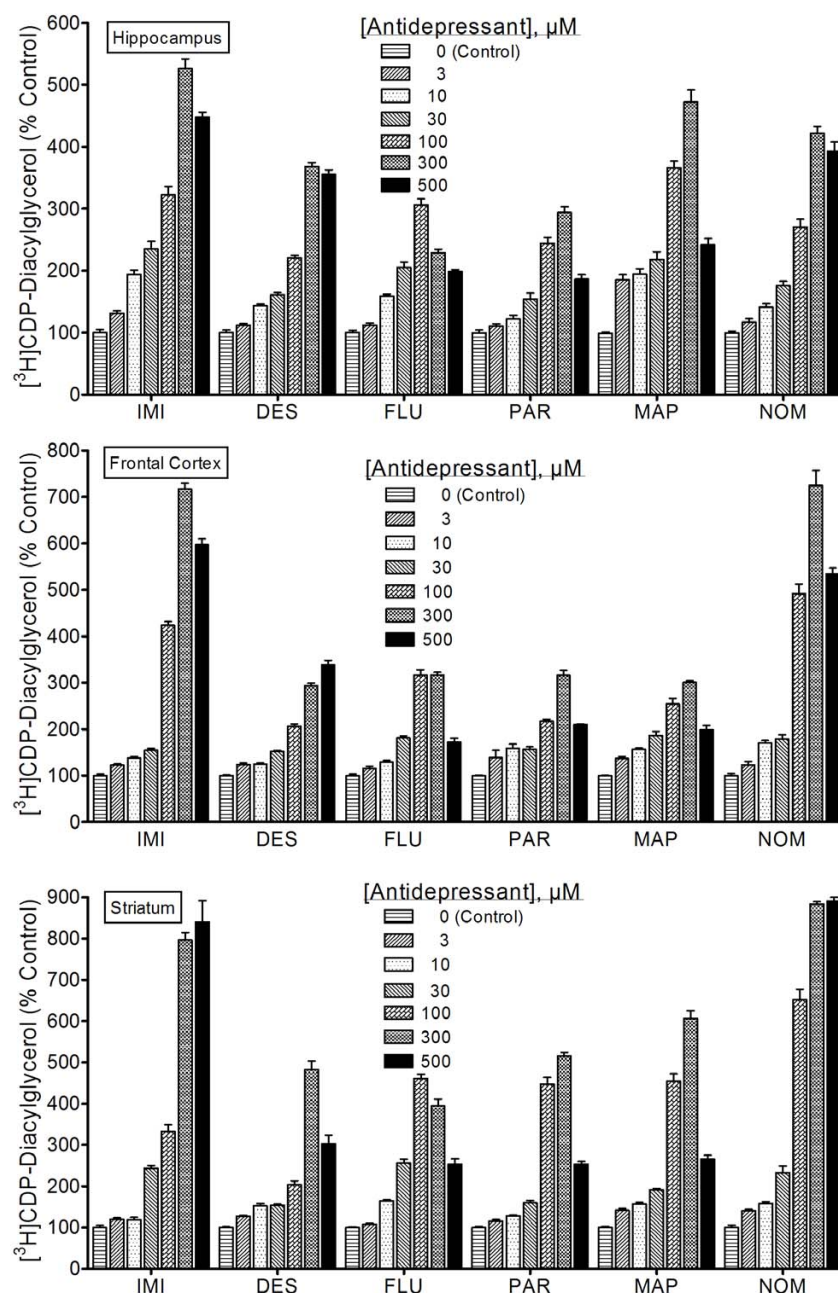 [³H]CDP-Diacylglycerol (% Control)
600
500
400
300
200
100
0
Hippocampus
[Antidepressant], µM
0 (Control)
3
10
30
100
300
500
IMI DES FLU PAR MAP NOM
[³H]CDP-Diacylglycerol (% Control)
800
700
600
500
400
300
200
100
0
Frontal Cortex
[Antidepressant], µM
0 (Control)
3
10
30
100
300
500
IMI DES FLU PAR MAP NOM
[³H]CDP-Diacylglycerol (% Control)
900
800
700
600
500
400
300
200
100
0
Striatum
[Antidepressant], µM
0 (Control)
3
10
30
100
300
500
IMI DES FLU PAR MAP NOM